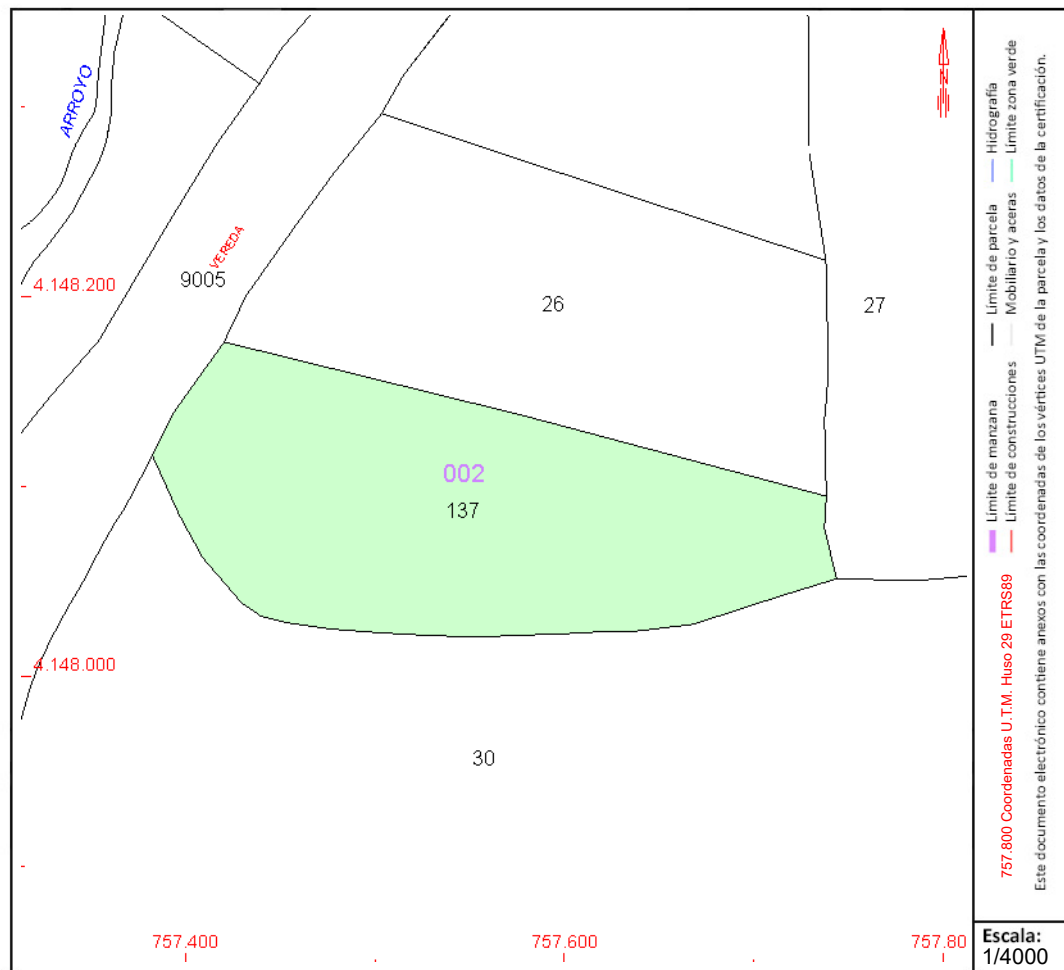 ARROYO
VEREDA
9005
4.148.200
26
27
002
137
4.148.000
30
757.400
757.600
757.80
N
Límite de manzana
Límite de parcela
Hidrografía
Límite de construcciones
Mobiliario y aceras
Límite zona verde
757.800 Coordenadas U.T.M. Huso 29 ETRS89
Este documento electrónico contiene anexos con las coordenadas de los vértices UTM de la parcela y los datos de la certificación.
Escala:
1/4000